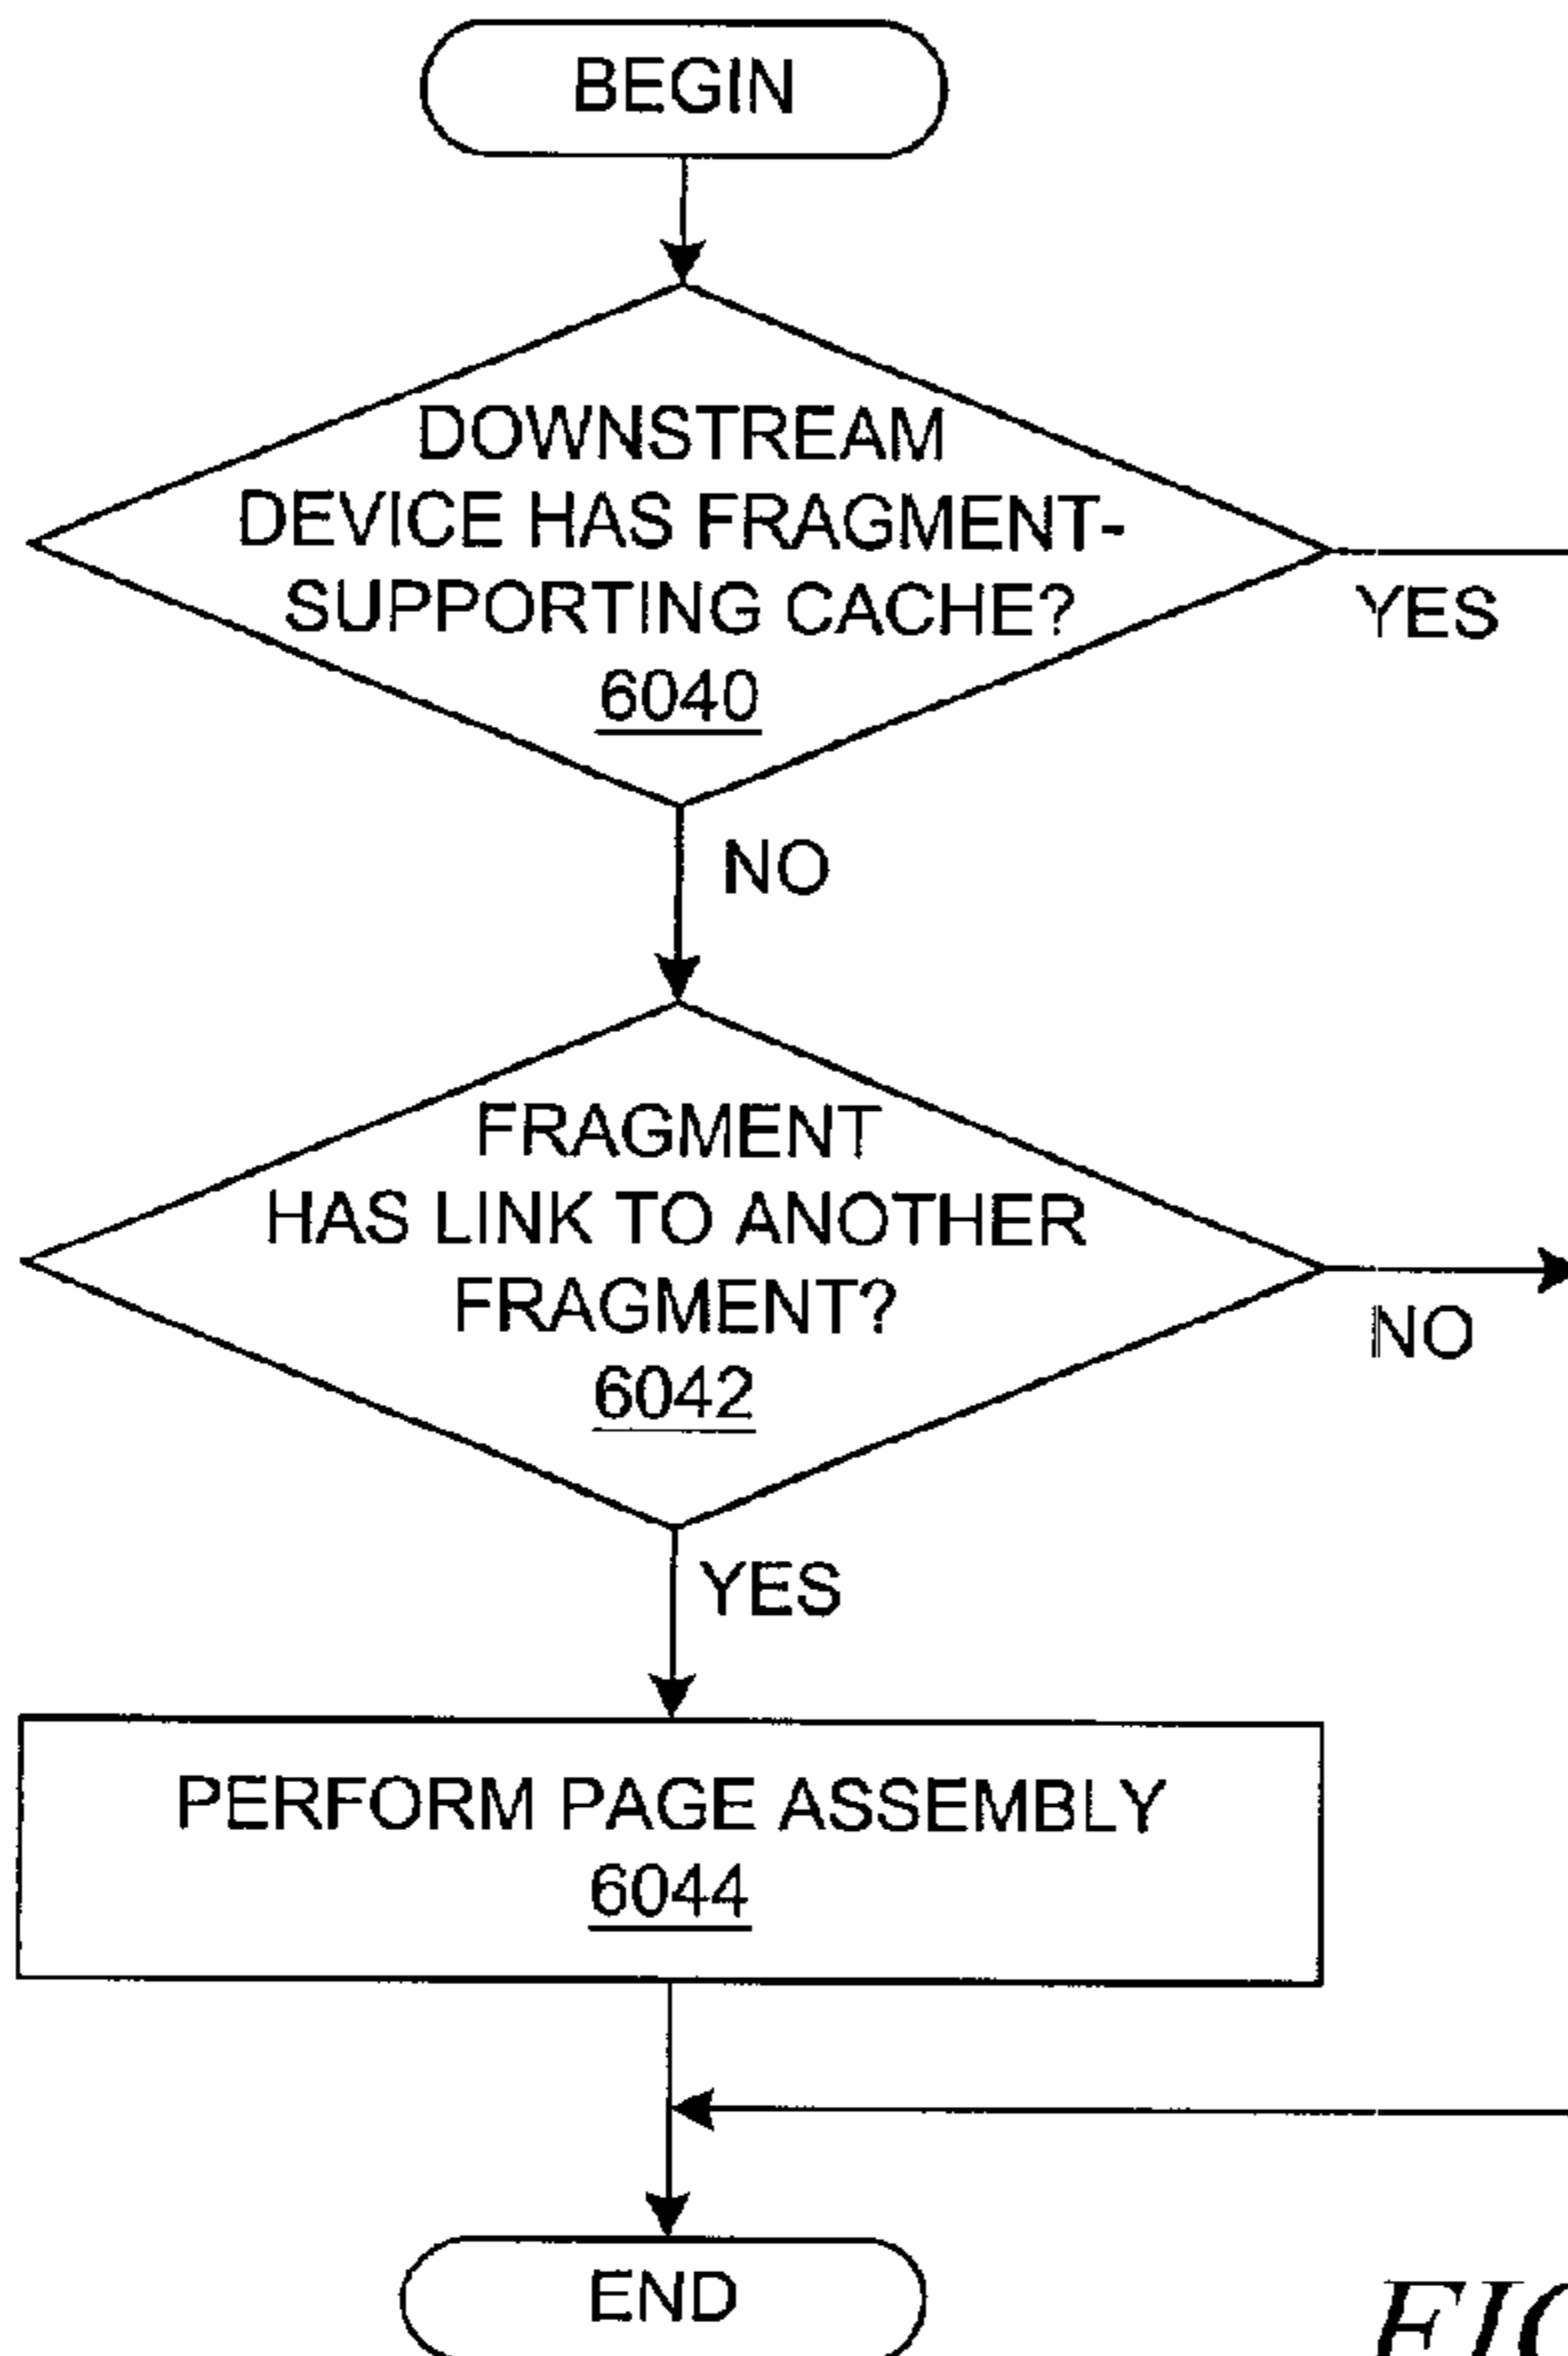 BEGIN
DOWNSTREAM
DEVICE HAS FRAGMENT-
SUPPORTING CACHE?
6040
YES
NO
FRAGMENT
HAS LINK TO ANOTHER
FRAGMENT?
6042
NO
YES
PERFORM PAGE ASSEMBLY
6044
END